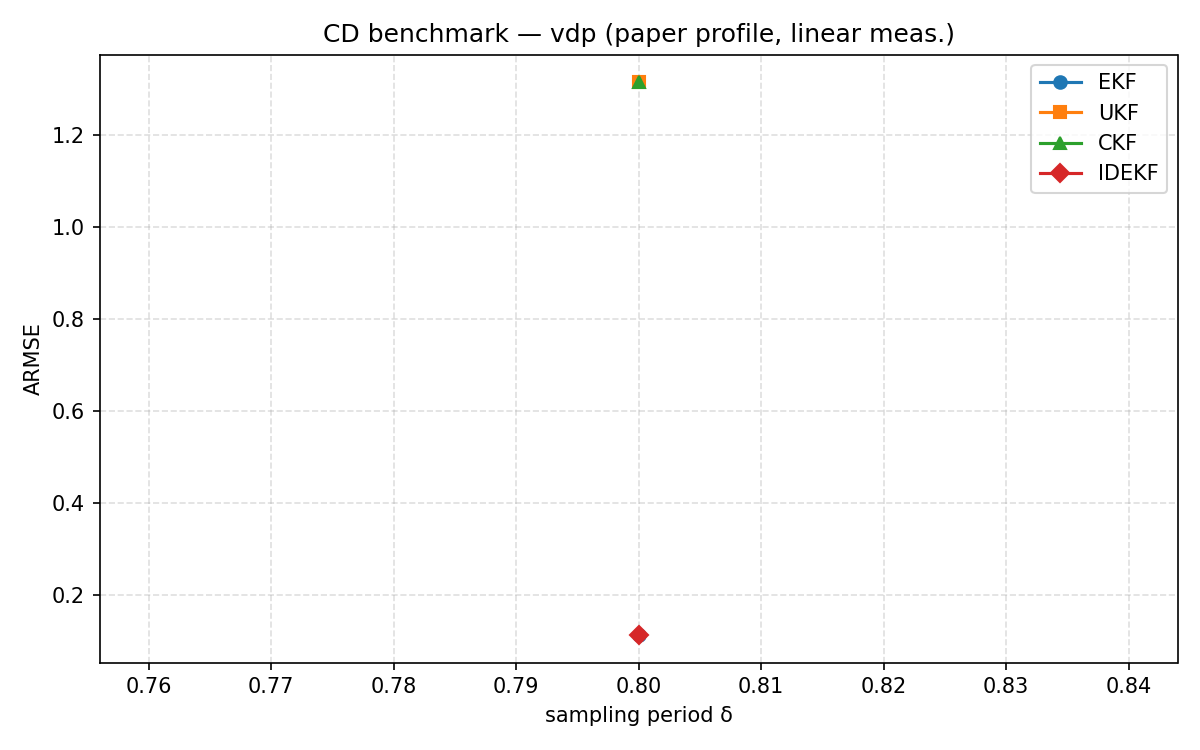 CD benchmark — vdp (paper profile, linear meas.)
EKF
UKF
CKF
IDEKF
ARMSE
1.2
1.0
0.8
0.6
0.4
0.2
0.76 0.77 0.78 0.79 0.80 0.81 0.82 0.83 0.84
sampling period δ